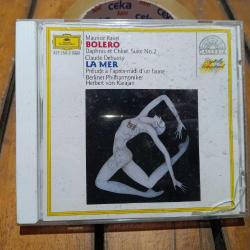 ceka
Maurice Ravel
BOLERO
Daphnis et Chloé: Suite No. 2
Claude Debussy
LA MER
Prélude à l'après-midi d'un faune
Berliner Philharmoniker
Herbert von Karajan